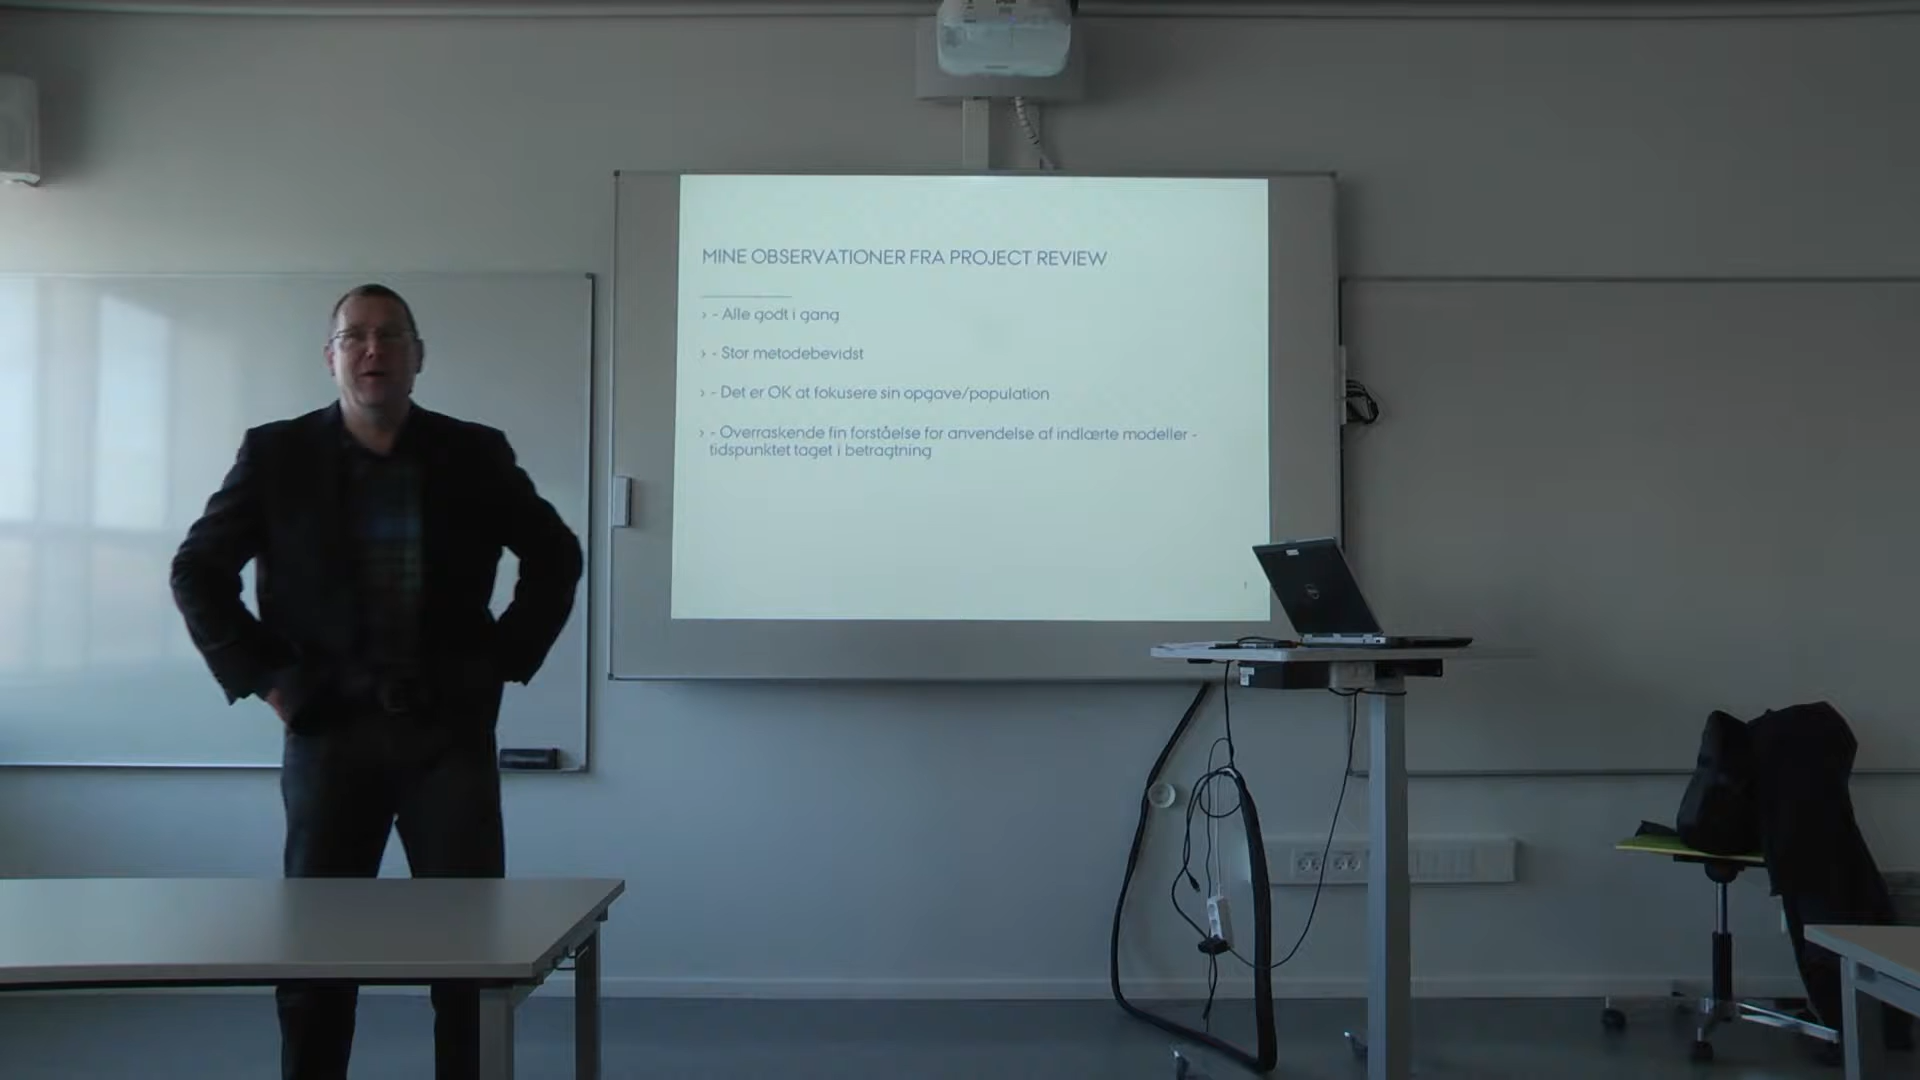 MINE OBSERVATIONER FRA PROJECT REVIEW
› - Alle godt i gang
› - Stor metodebevidst
› - Det er OK at fokusere sin opgave/population
› - Overraskende fin forståelse for anvendelse af indlærte modeller -
tidspunktet taget i betragtning